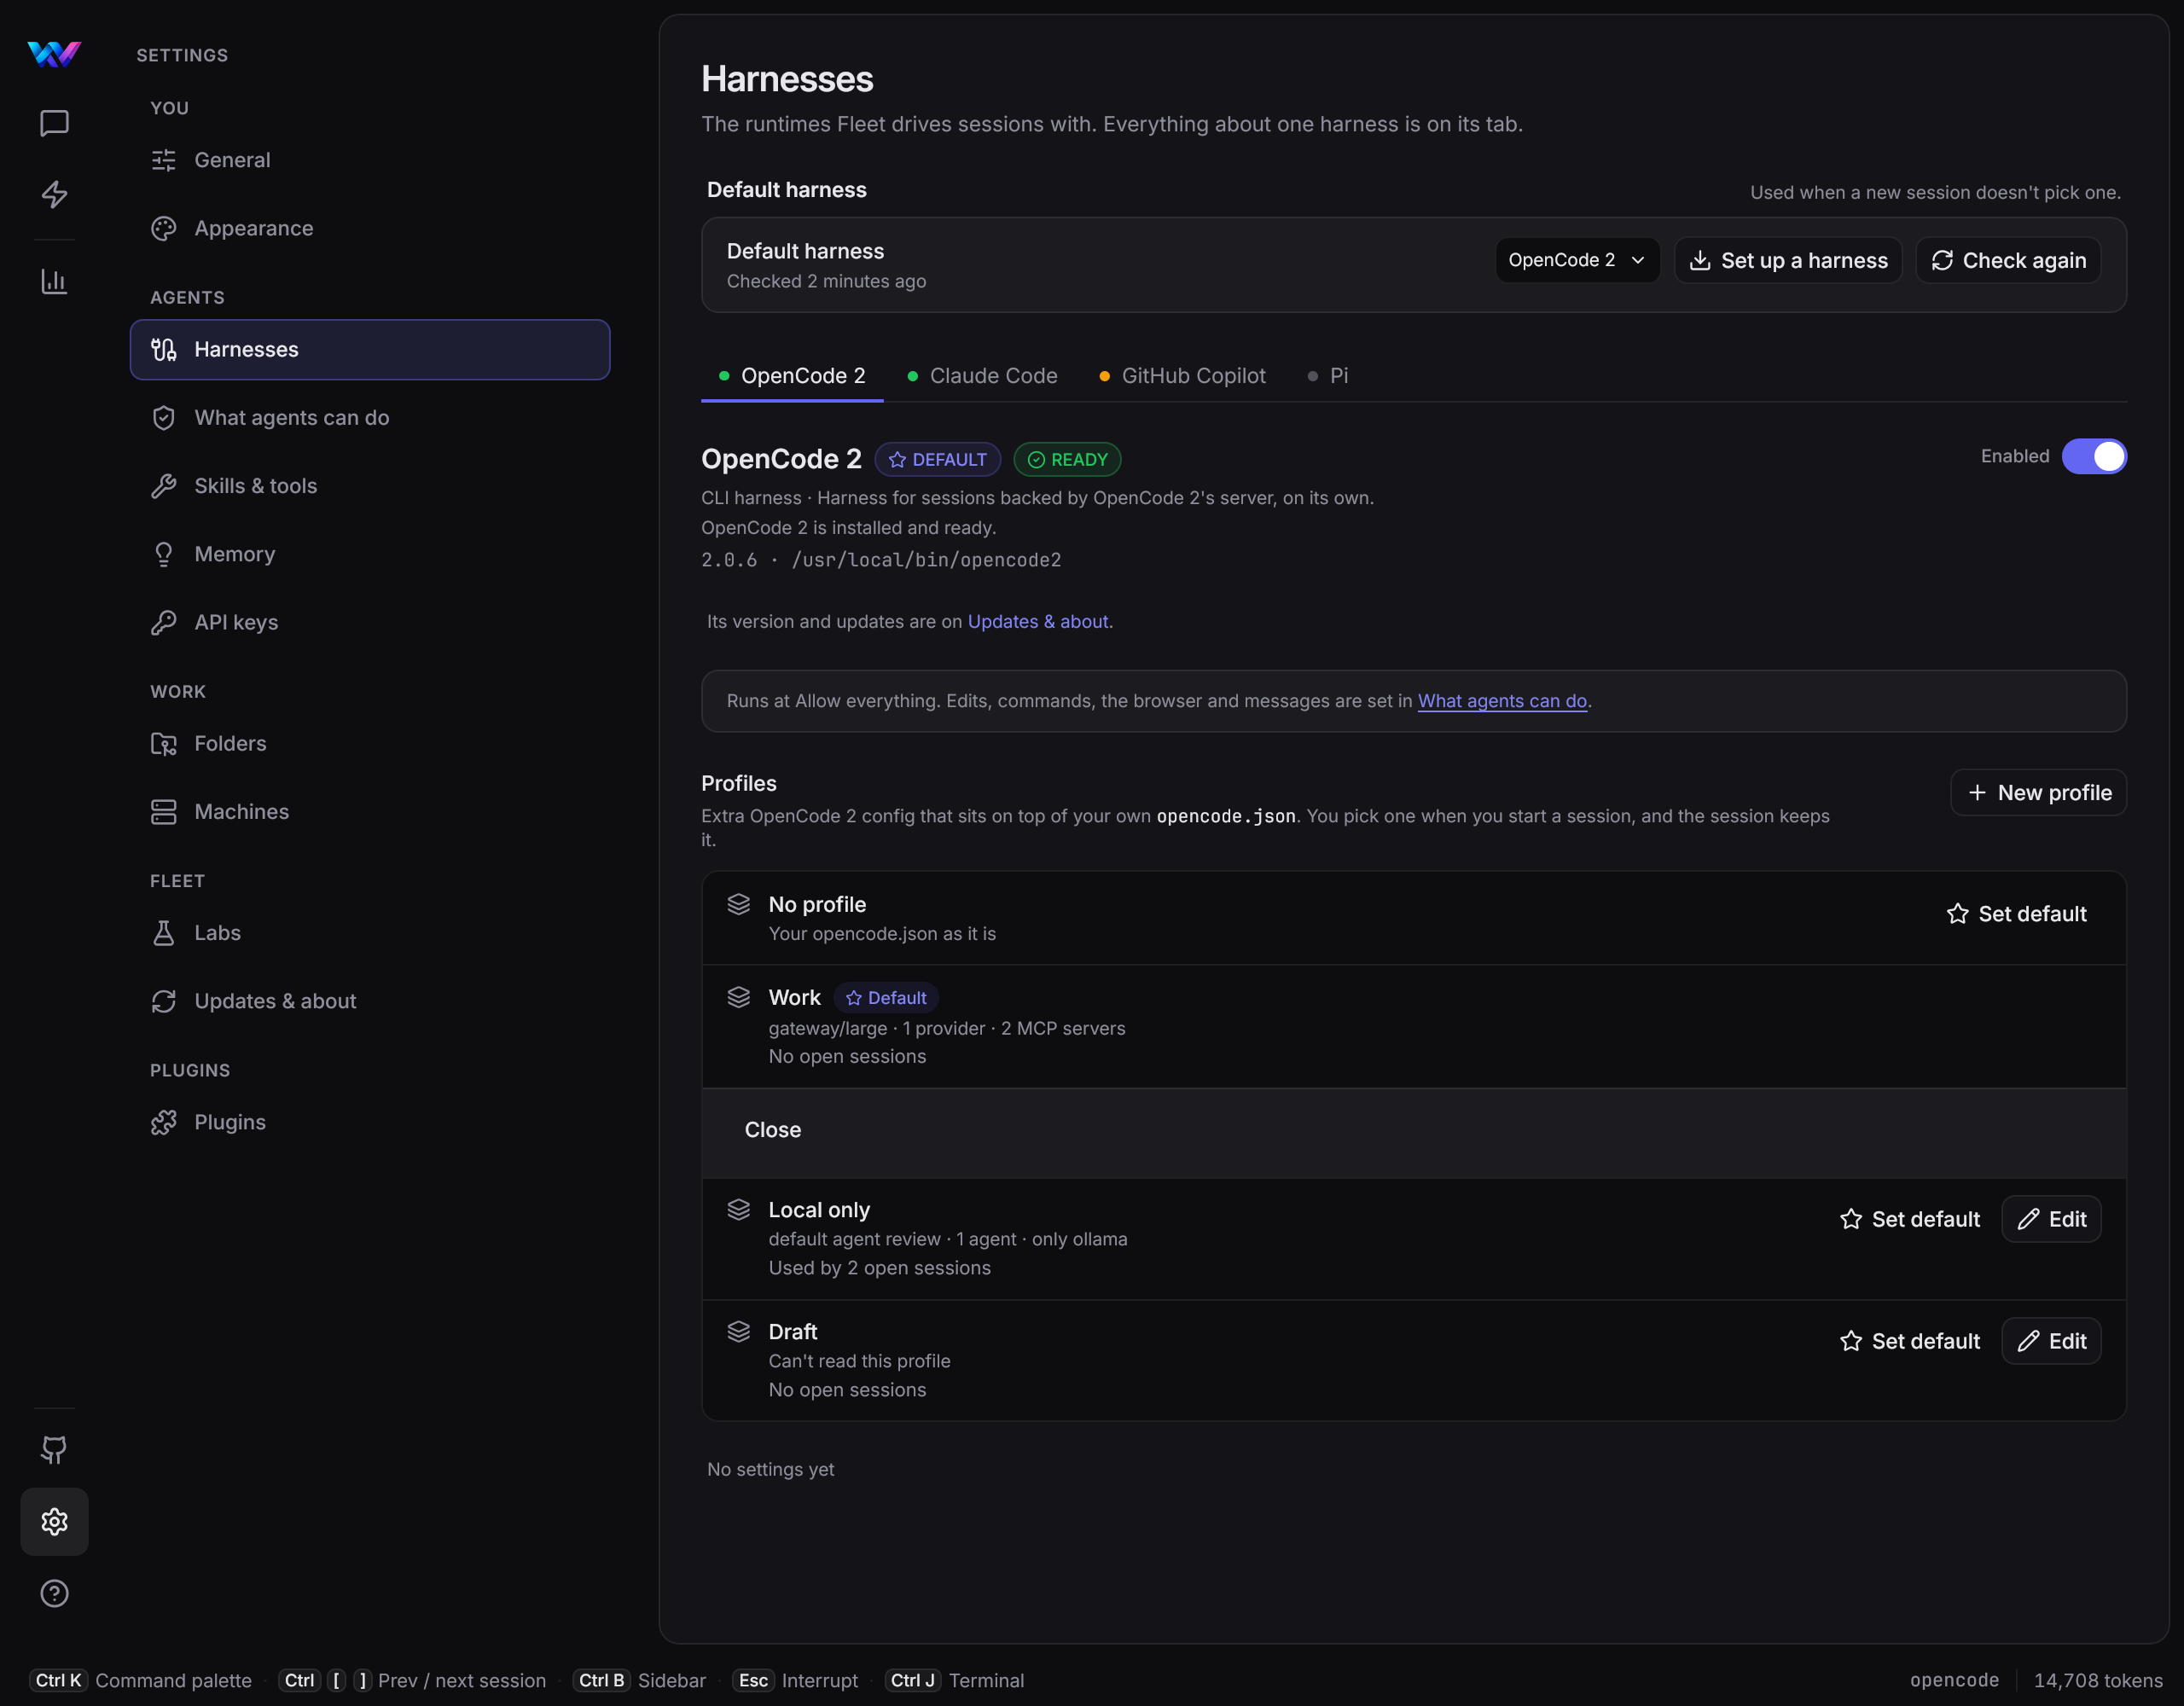 SETTINGS
YOU
General
Appearance
AGENTS
Harnesses
What agents can do
Skills & tools
Memory
API keys
WORK
Folders
Machines
FLEET
Labs
Updates & about
PLUGINS
Plugins
Harnesses
The runtimes Fleet drives sessions with. Everything about one harness is on its tab.
Default harness
Used when a new session doesn't pick one.
Default harness
Checked 2 minutes ago
OpenCode 2
Set up a harness
Check again
OpenCode 2
Claude Code
GitHub Copilot
Pi
OpenCode 2
DEFAULT
READY
Enabled
CLI harness · Harness for sessions backed by OpenCode 2's server, on its own.
OpenCode 2 is installed and ready.
2.0.6 · /usr/local/bin/opencode2
Its version and updates are on Updates & about.
Runs at Allow everything. Edits, commands, the browser and messages are set in What agents can do.
Profiles
New profile
Extra OpenCode 2 config that sits on top of your own opencode.json. You pick one when you start a session, and the session keeps
it.
No profile
Your opencode.json as it is
Set default
Work
Default
gateway/large · 1 provider · 2 MCP servers
No open sessions
Close
Local only
default agent review · 1 agent · only ollama
Used by 2 open sessions
Set default
Edit
Draft
Can't read this profile
No open sessions
Set default
Edit
No settings yet
Ctrl K Command palette · Ctrl [ ] Prev / next session · Ctrl B Sidebar · Esc Interrupt · Ctrl J Terminal
opencode
14,708 tokens